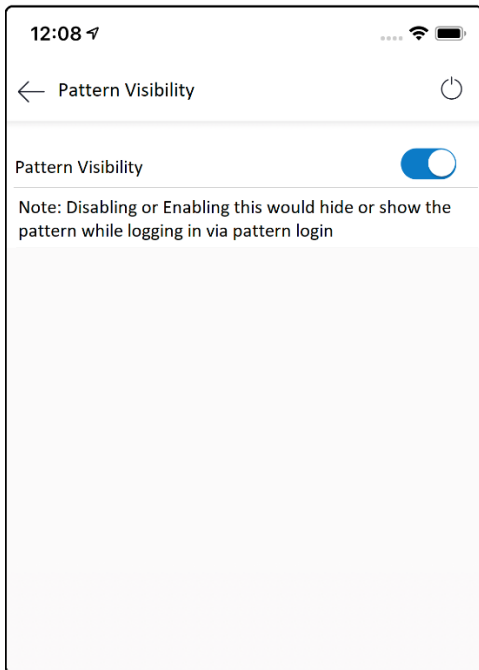 12:08
Pattern Visibility
Pattern Visibility
Note: Disabling or Enabling this would hide or show the
pattern while logging in via pattern login